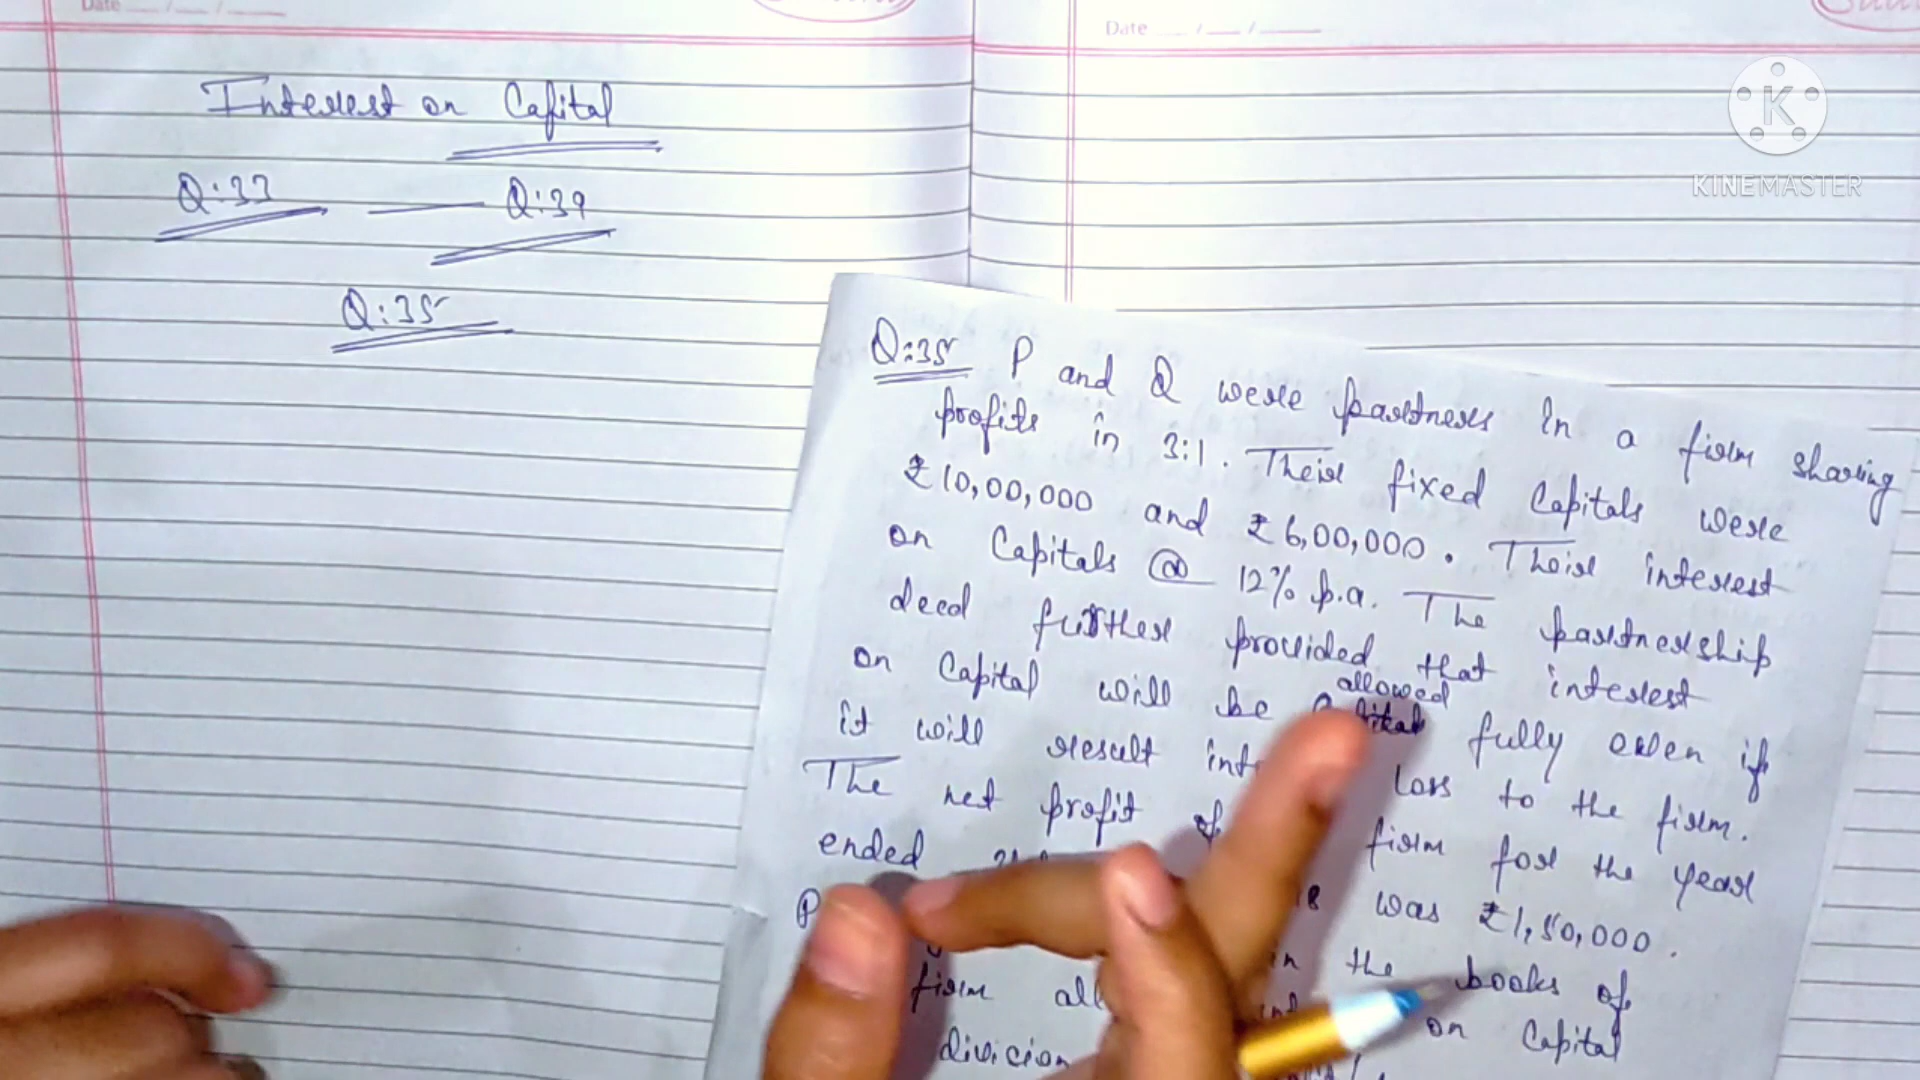 Date
Date
Interest on Capital
Q:33 — Q:39
Q:35
KINEMASTER
Q:35 P and Q were partners in a firm sharing
profits in 3:1. Their fixed Capitals were
₹10,00,000 and ₹6,00,000. Their interest
on Capitals @ 12% p.a. The partnership
deed further provided that interest
on Capital will be allowed fully even if
it will result Loss to the firm.
The net profit of firm for the year
ended was ₹1,50,000.
in the books of
firm on Capital
division